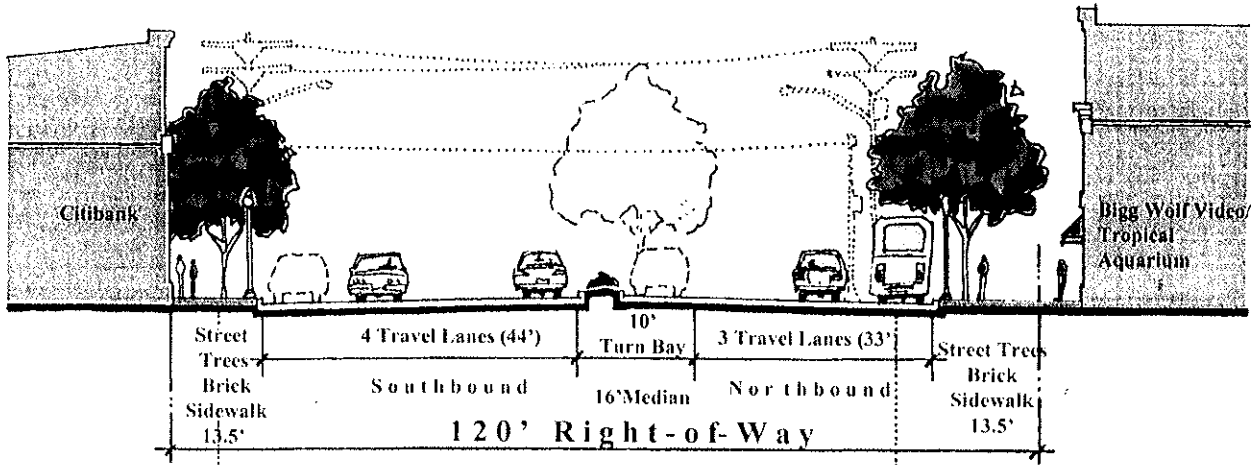 Citibank
Bigg Wolf Video/
Tropical
Aquarium
Street
Trees
Brick
Sidewalk
13.5'
4 Travel Lanes (44')
Southbound
10'
Turn Bay
16'Median
3 Travel Lanes (33'
Northbound
Street Trees
Brick
Sidewalk
13.5'
120' Right-of-Way